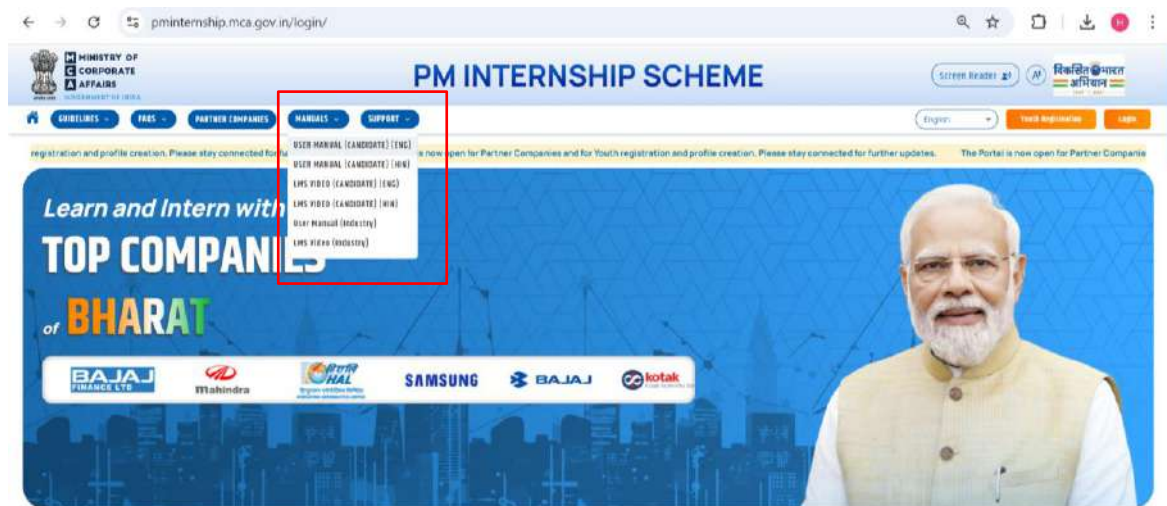 pminternship.mca.gov.in/login/
H
MINISTRY OF
CORPORATE
AFFAIRS
M
C
A
GOVERNMENT OF INDIA
PM INTERNSHIP SCHEME
Screen Reader
विकसित भारत
अभियान
GUIDELINES
FAQS
PARTNER COMPANIES
MANUALS
SUPPORT
English
Youth Registration
Login
registration and profile creation. Please stay connected for fu
s now open for Partner Companies and for Youth registration and profile creation. Please stay connected for further updates.
The Portal is now open for Partner Companie
USER MANUAL (CANDIDATE) (ENG)
USER MANUAL (CANDIDATE) (HIN)
LMS VIDEO (CANDIDATE) (ENG)
LMS VIDEO (CANDIDATE) (HIN)
User Manual (Industry)
LMS Video (Industry)
Learn and Intern with
TOP COMPANIES
of BHARAT
BAJAJ
FINANCE LTD
Mahindra
HAL
SAMSUNG
BAJAJ
kotak